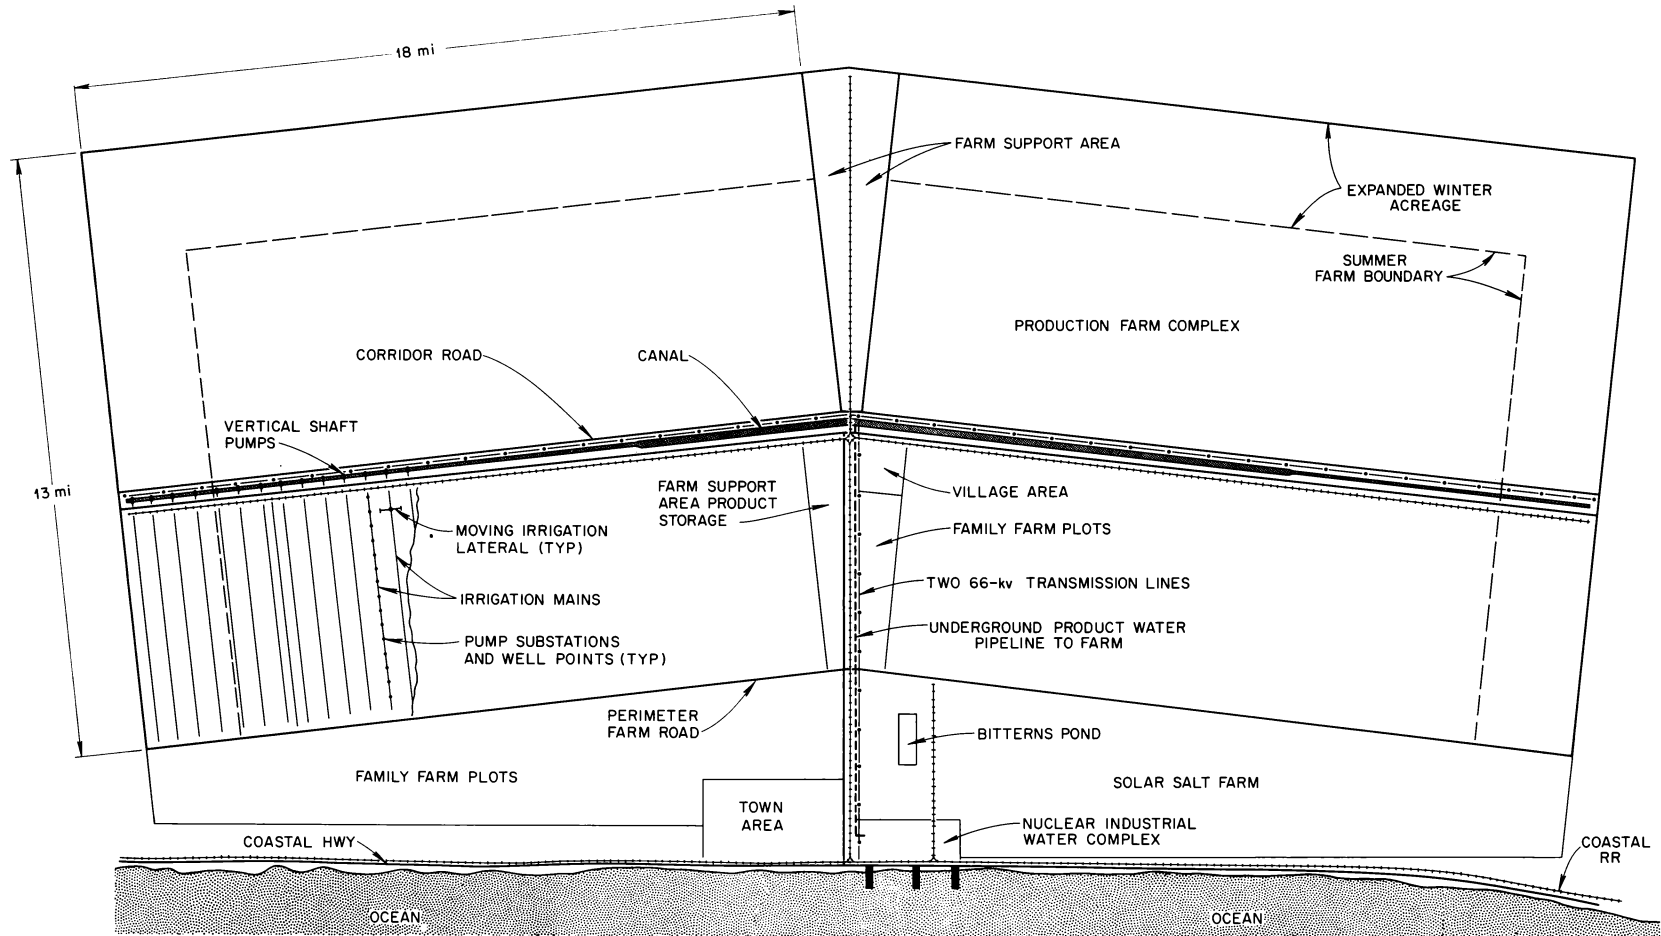 18 mi
FARM SUPPORT AREA
EXPANDED WINTER
ACREAGE
SUMMER
FARM BOUNDARY
PRODUCTION FARM COMPLEX
CORRIDOR ROAD
CANAL
VERTICAL SHAFT
PUMPS
13 mi
FARM SUPPORT
AREA PRODUCT
STORAGE
VILLAGE AREA
MOVING IRRIGATION
LATERAL (TYP)
FAMILY FARM PLOTS
TWO 66-kv TRANSMISSION LINES
IRRIGATION MAINS
UNDERGROUND PRODUCT WATER
PIPELINE TO FARM
PUMP SUBSTATIONS
AND WELL POINTS (TYP)
PERIMETER
FARM ROAD
BITTERNS POND
FAMILY FARM PLOTS
SOLAR SALT FARM
TOWN
AREA
NUCLEAR INDUSTRIAL
WATER COMPLEX
COASTAL HWY
COASTAL
RR
OCEAN
OCEAN